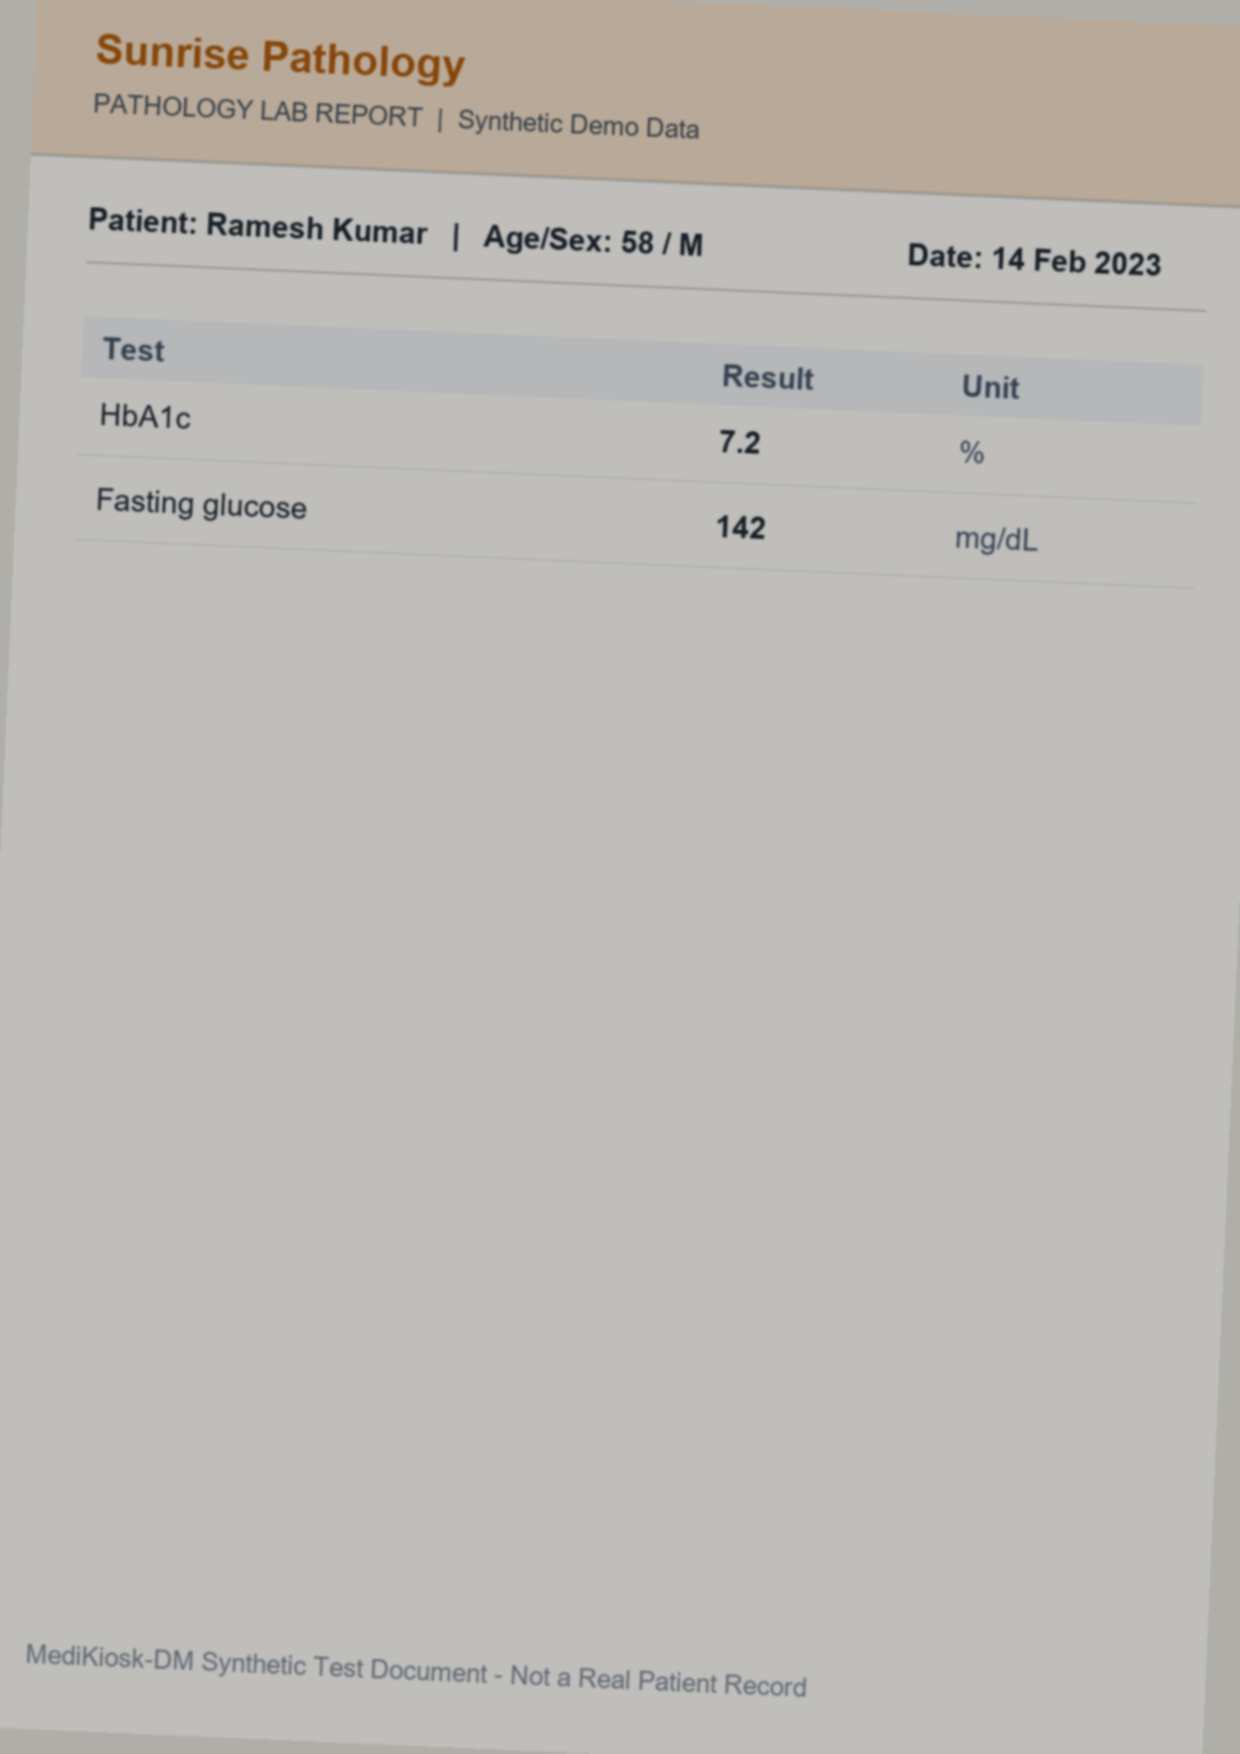 Sunrise Pathology
PATHOLOGY LAB REPORT | Synthetic Demo Data
Patient: Ramesh Kumar | Age/Sex: 58 / M Date: 14 Feb 2023
Test Result Unit
HbA1c 7.2 %
Fasting glucose 142 mg/dL
MediKiosk-DM Synthetic Test Document - Not a Real Patient Record